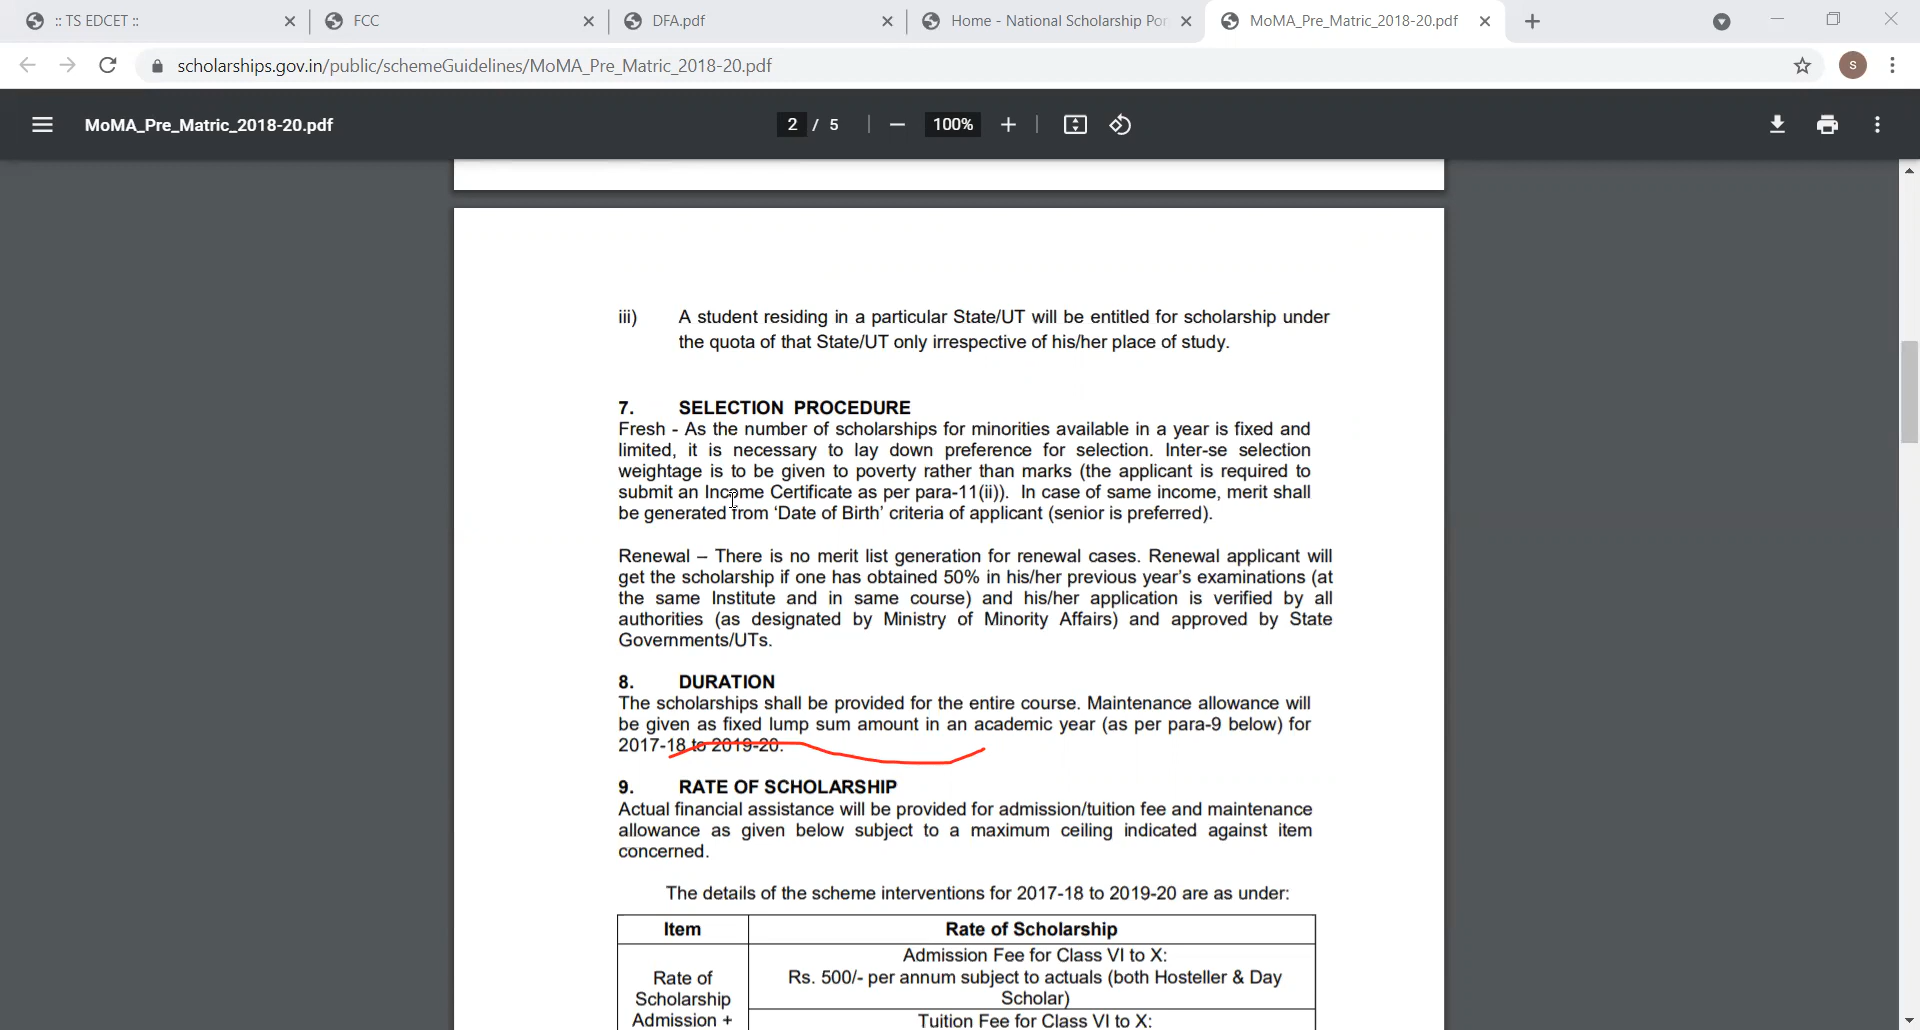 :: TS EDCET ::
FCC
DFA.pdf
Home - National Scholarship Por
MoMA_Pre_Matric_2018-20.pdf
scholarships.gov.in/public/schemeGuidelines/MoMA_Pre_Matric_2018-20.pdf
S
MoMA_Pre_Matric_2018-20.pdf
2 / 5
100%
iii) A student residing in a particular State/UT will be entitled for scholarship under
the quota of that State/UT only irrespective of his/her place of study.
7. SELECTION PROCEDURE
Fresh - As the number of scholarships for minorities available in a year is fixed and
limited, it is necessary to lay down preference for selection. Inter-se selection
weightage is to be given to poverty rather than marks (the applicant is required to
submit an Income Certificate as per para-11(ii)). In case of same income, merit shall
be generated from ‘Date of Birth’ criteria of applicant (senior is preferred).
Renewal – There is no merit list generation for renewal cases. Renewal applicant will
get the scholarship if one has obtained 50% in his/her previous year’s examinations (at
the same Institute and in same course) and his/her application is verified by all
authorities (as designated by Ministry of Minority Affairs) and approved by State
Governments/UTs.
8. DURATION
The scholarships shall be provided for the entire course. Maintenance allowance will
be given as fixed lump sum amount in an academic year (as per para-9 below) for
2017-18 to 2019-20.
9. RATE OF SCHOLARSHIP
Actual financial assistance will be provided for admission/tuition fee and maintenance
allowance as given below subject to a maximum ceiling indicated against item
concerned.
The details of the scheme interventions for 2017-18 to 2019-20 are as under:
Item
Rate of Scholarship
Rate of
Scholarship
Admission +
Admission Fee for Class VI to X:
Rs. 500/- per annum subject to actuals (both Hosteller & Day
Scholar)
Tuition Fee for Class VI to X: